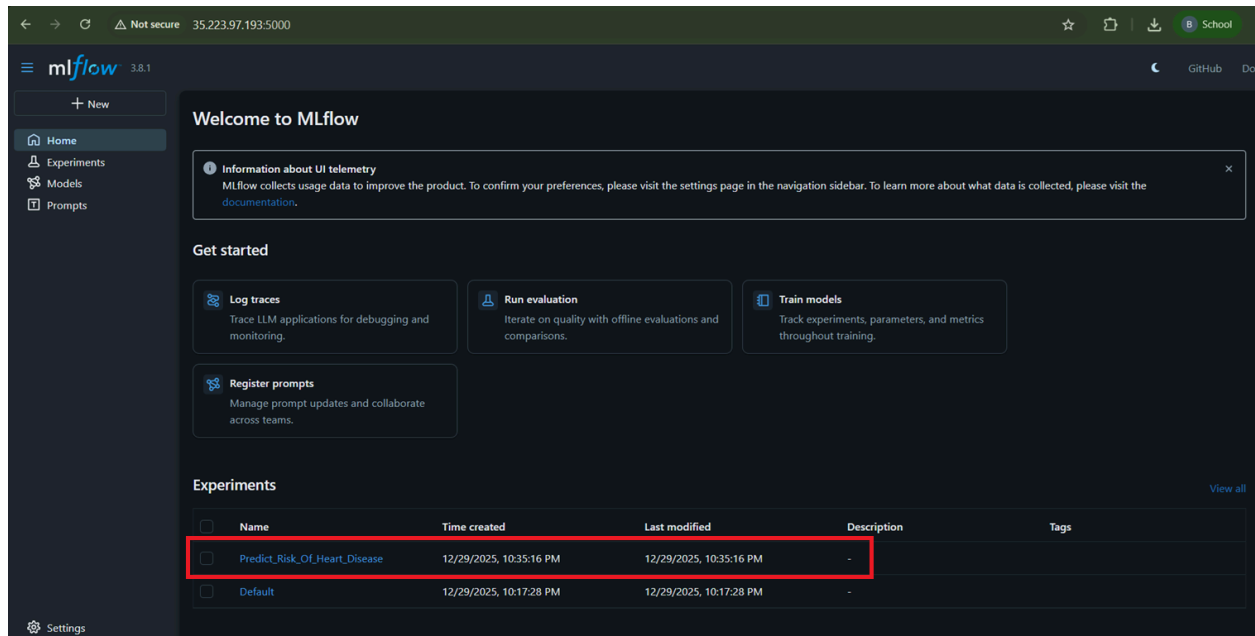 Not secure 35.223.97.193:5000 B School
mlflow 3.8.1 GitHub Do
+ New
Home
Experiments
Models
Prompts
Welcome to MLflow
Information about UI telemetry
MLflow collects usage data to improve the product. To confirm your preferences, please visit the settings page in the navigation sidebar. To learn more about what data is collected, please visit the
documentation.
Get started
Log traces
Trace LLM applications for debugging and
monitoring.
Run evaluation
Iterate on quality with offline evaluations and
comparisons.
Train models
Track experiments, parameters, and metrics
throughout training.
Register prompts
Manage prompt updates and collaborate
across teams.
Experiments View all
Name Time created Last modified Description Tags
Predict_Risk_Of_Heart_Disease 12/29/2025, 10:35:16 PM 12/29/2025, 10:35:16 PM -
Default 12/29/2025, 10:17:28 PM 12/29/2025, 10:17:28 PM -
Settings